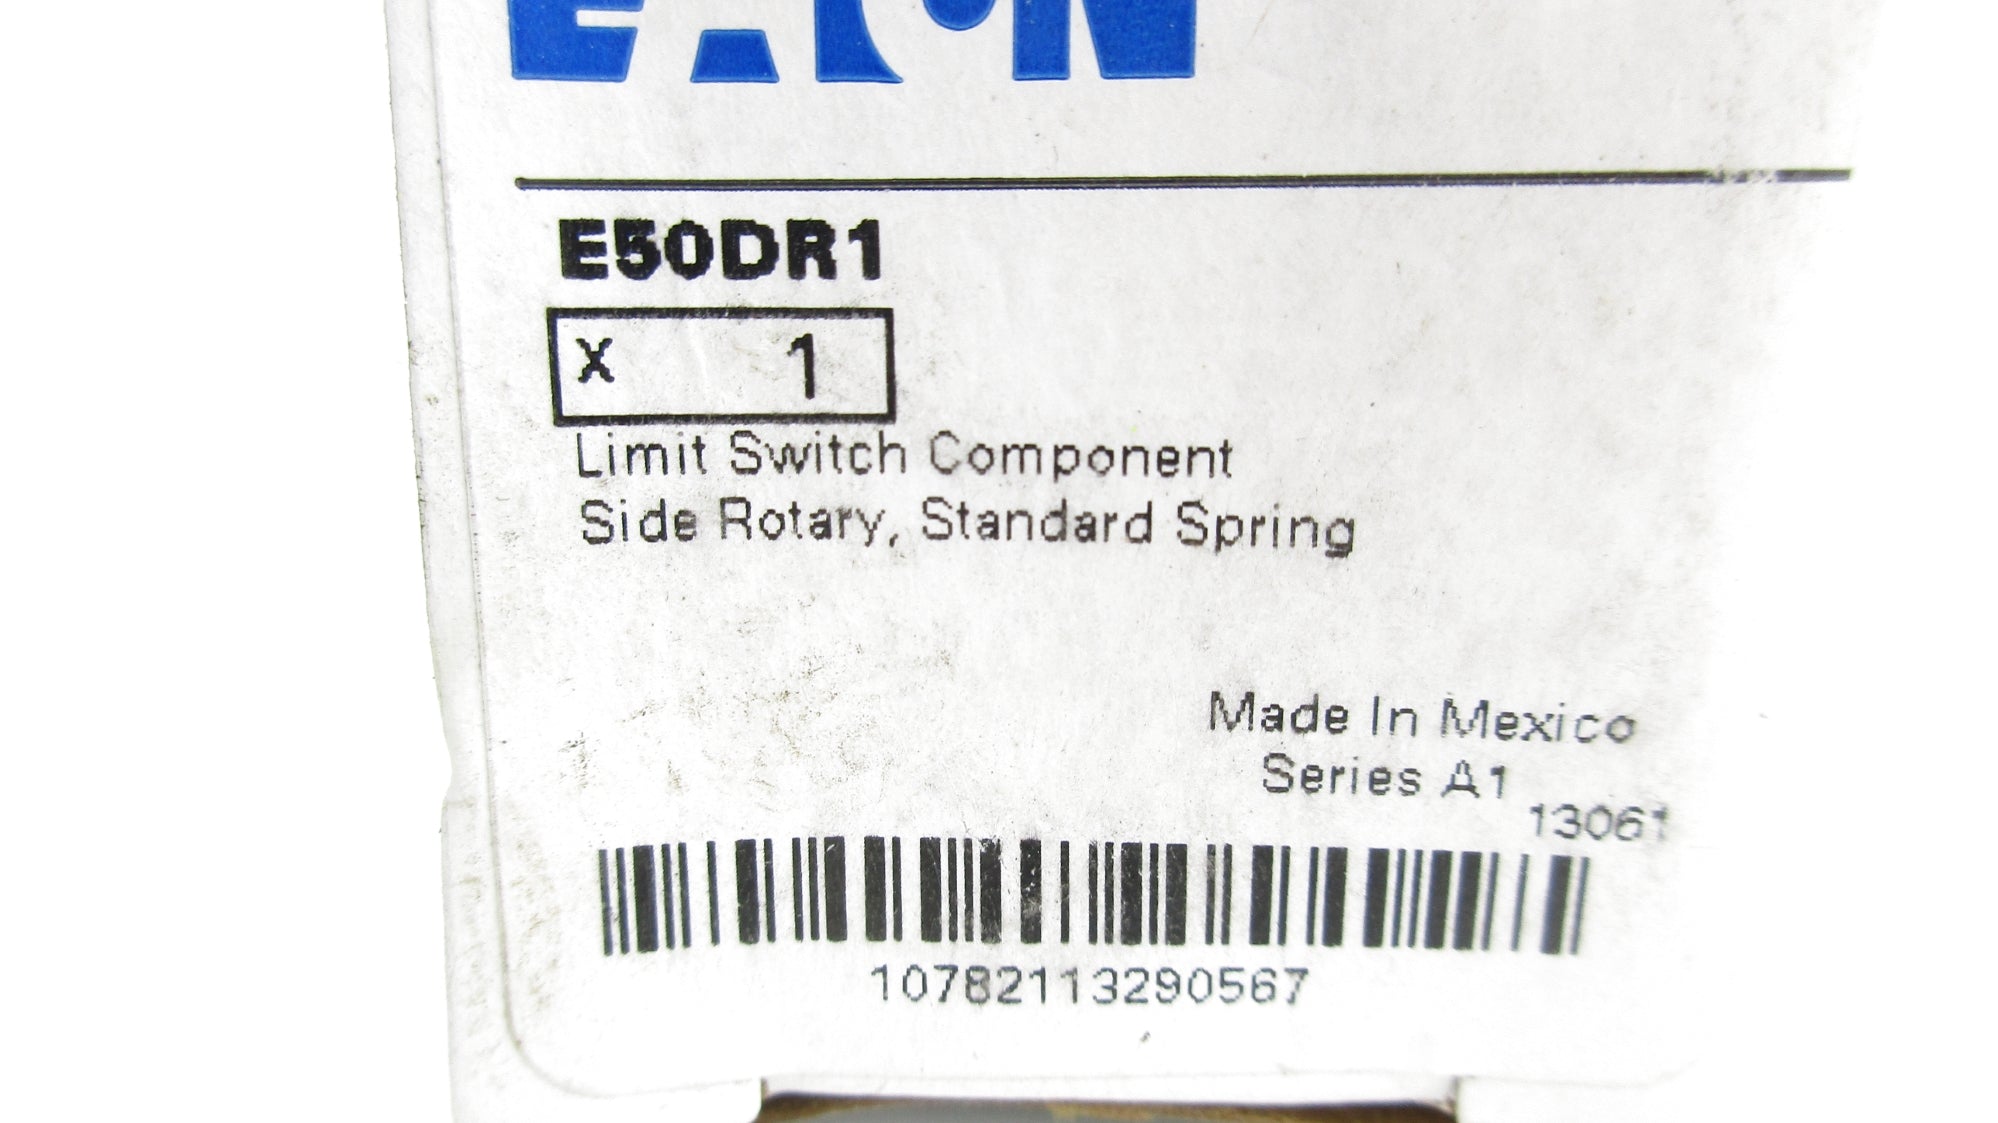 EATON
E50DR1
X 1
Limit Switch Component
Side Rotary, Standard Spring
Made In Mexico
Series A1
13061
10782113290567